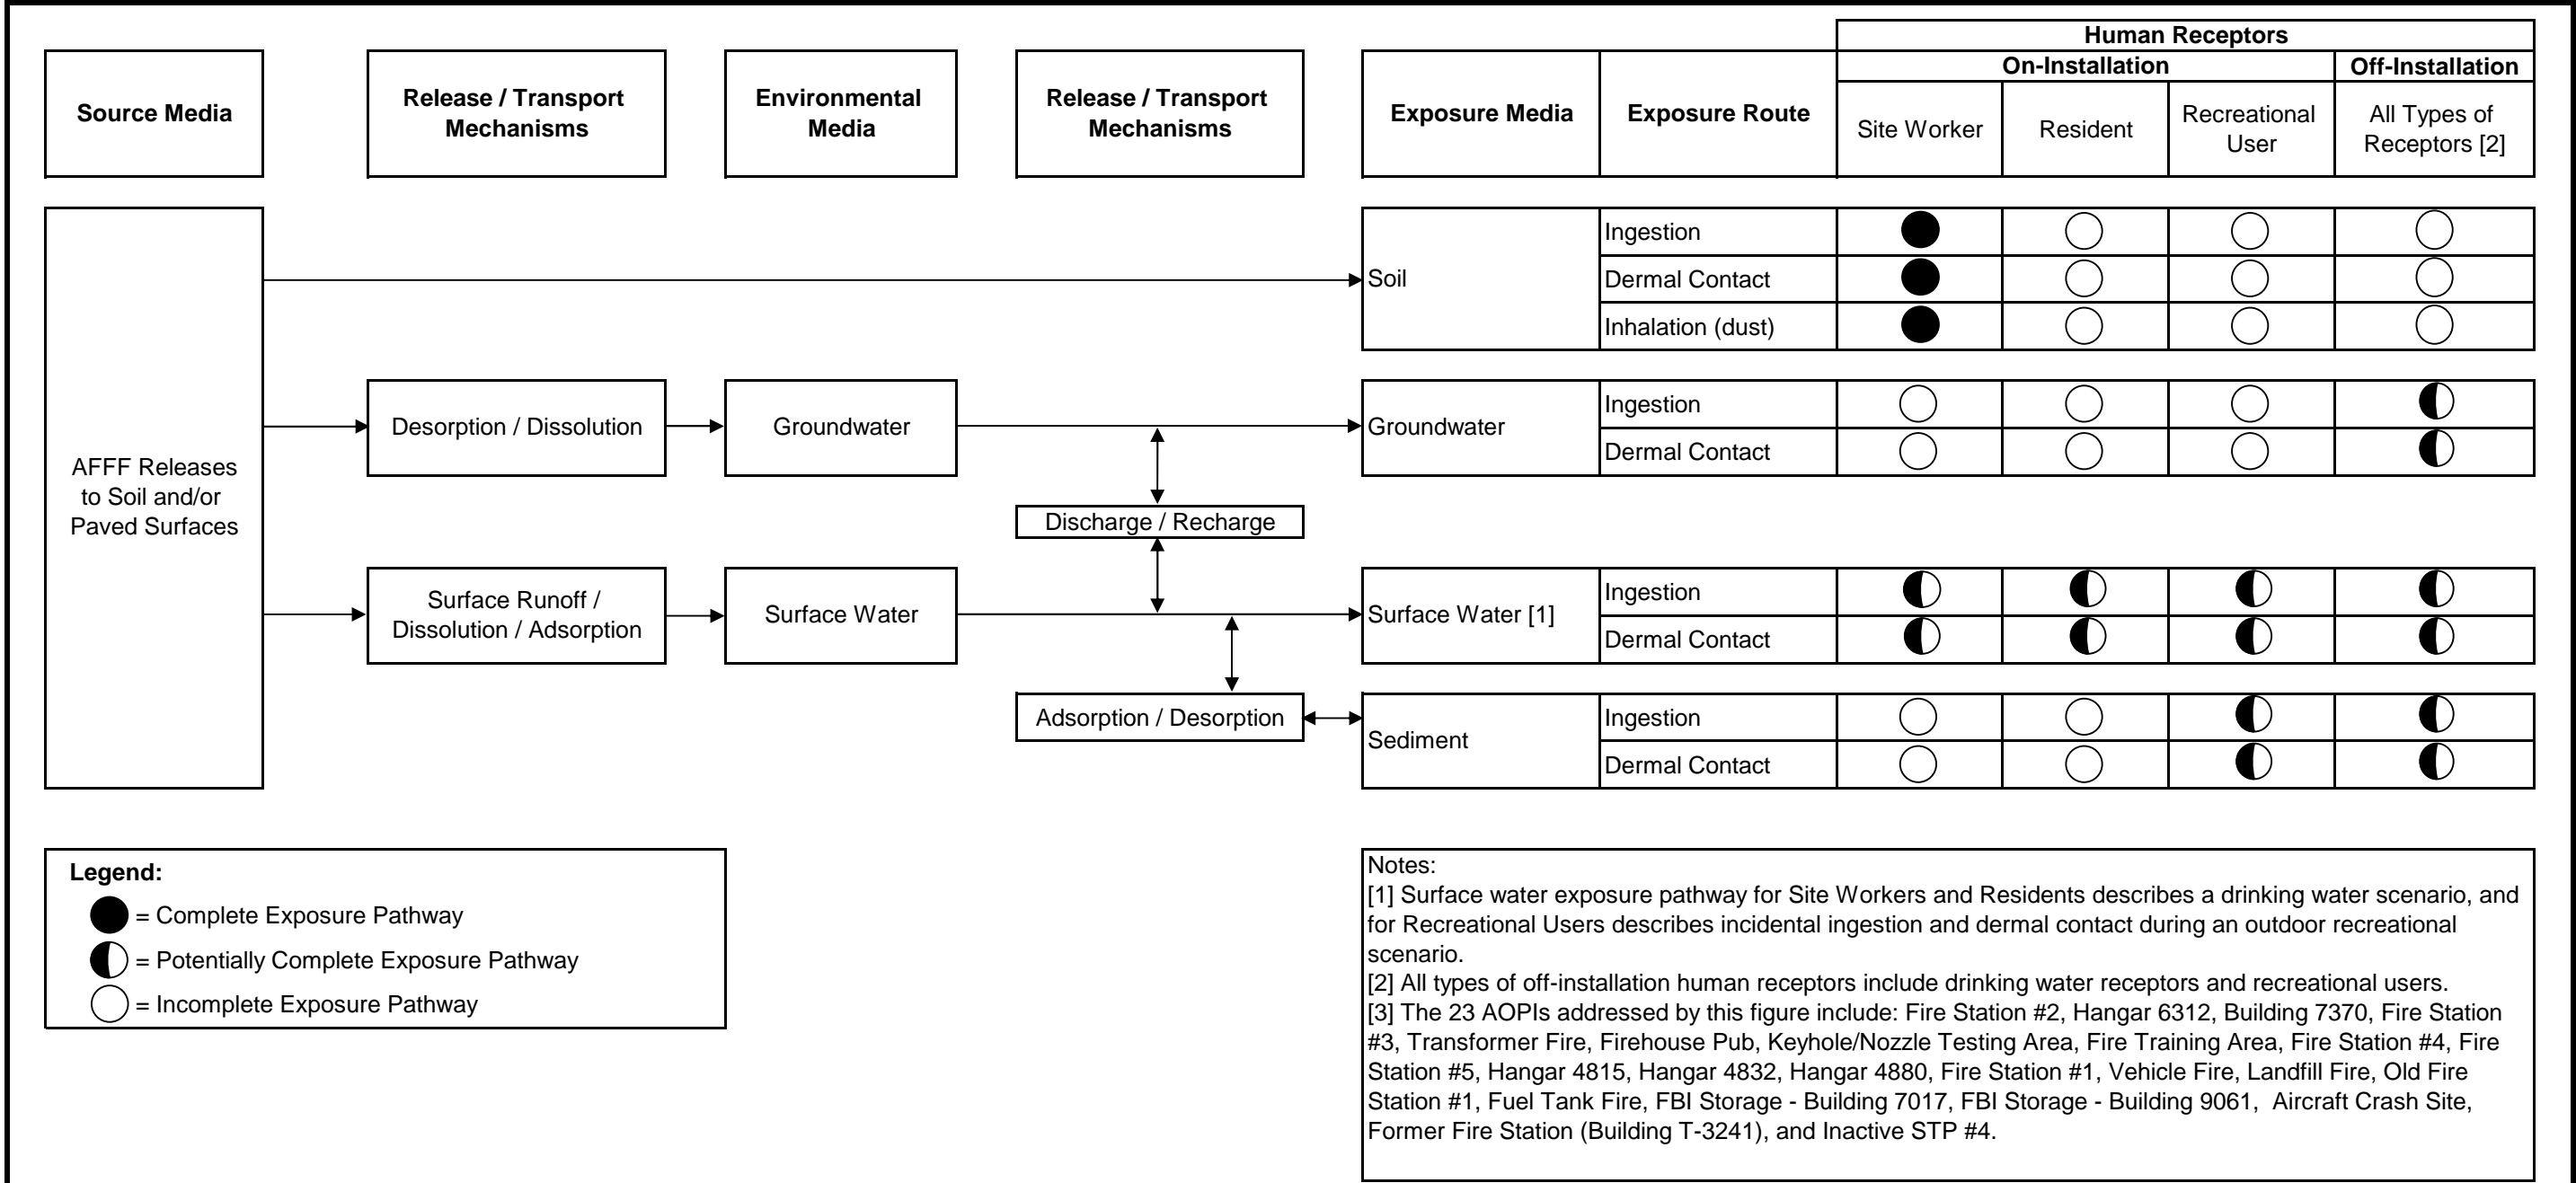 Human Receptors
On-Installation
Off-Installation
Source Media
Release / Transport
Mechanisms
Environmental
Media
Release / Transport
Mechanisms
Exposure Media
Exposure Route
Site Worker
Resident
Recreational
User
All Types of
Receptors [2]
AFFF Releases
to Soil and/or
Paved Surfaces
Soil
Ingestion
Dermal Contact
Inhalation (dust)
Desorption / Dissolution
Groundwater
Groundwater
Ingestion
Dermal Contact
Discharge / Recharge
Surface Runoff /
Dissolution / Adsorption
Surface Water
Surface Water [1]
Ingestion
Dermal Contact
Adsorption / Desorption
Sediment
Ingestion
Dermal Contact
Legend:
= Complete Exposure Pathway
= Potentially Complete Exposure Pathway
= Incomplete Exposure Pathway
Notes:
[1] Surface water exposure pathway for Site Workers and Residents describes a drinking water scenario, and
for Recreational Users describes incidental ingestion and dermal contact during an outdoor recreational
scenario.
[2] All types of off-installation human receptors include drinking water receptors and recreational users.
[3] The 23 AOPIs addressed by this figure include: Fire Station #2, Hangar 6312, Building 7370, Fire Station
#3, Transformer Fire, Firehouse Pub, Keyhole/Nozzle Testing Area, Fire Training Area, Fire Station #4, Fire
Station #5, Hangar 4815, Hangar 4832, Hangar 4880, Fire Station #1, Vehicle Fire, Landfill Fire, Old Fire
Station #1, Fuel Tank Fire, FBI Storage - Building 7017, FBI Storage - Building 9061, Aircraft Crash Site,
Former Fire Station (Building T-3241), and Inactive STP #4.